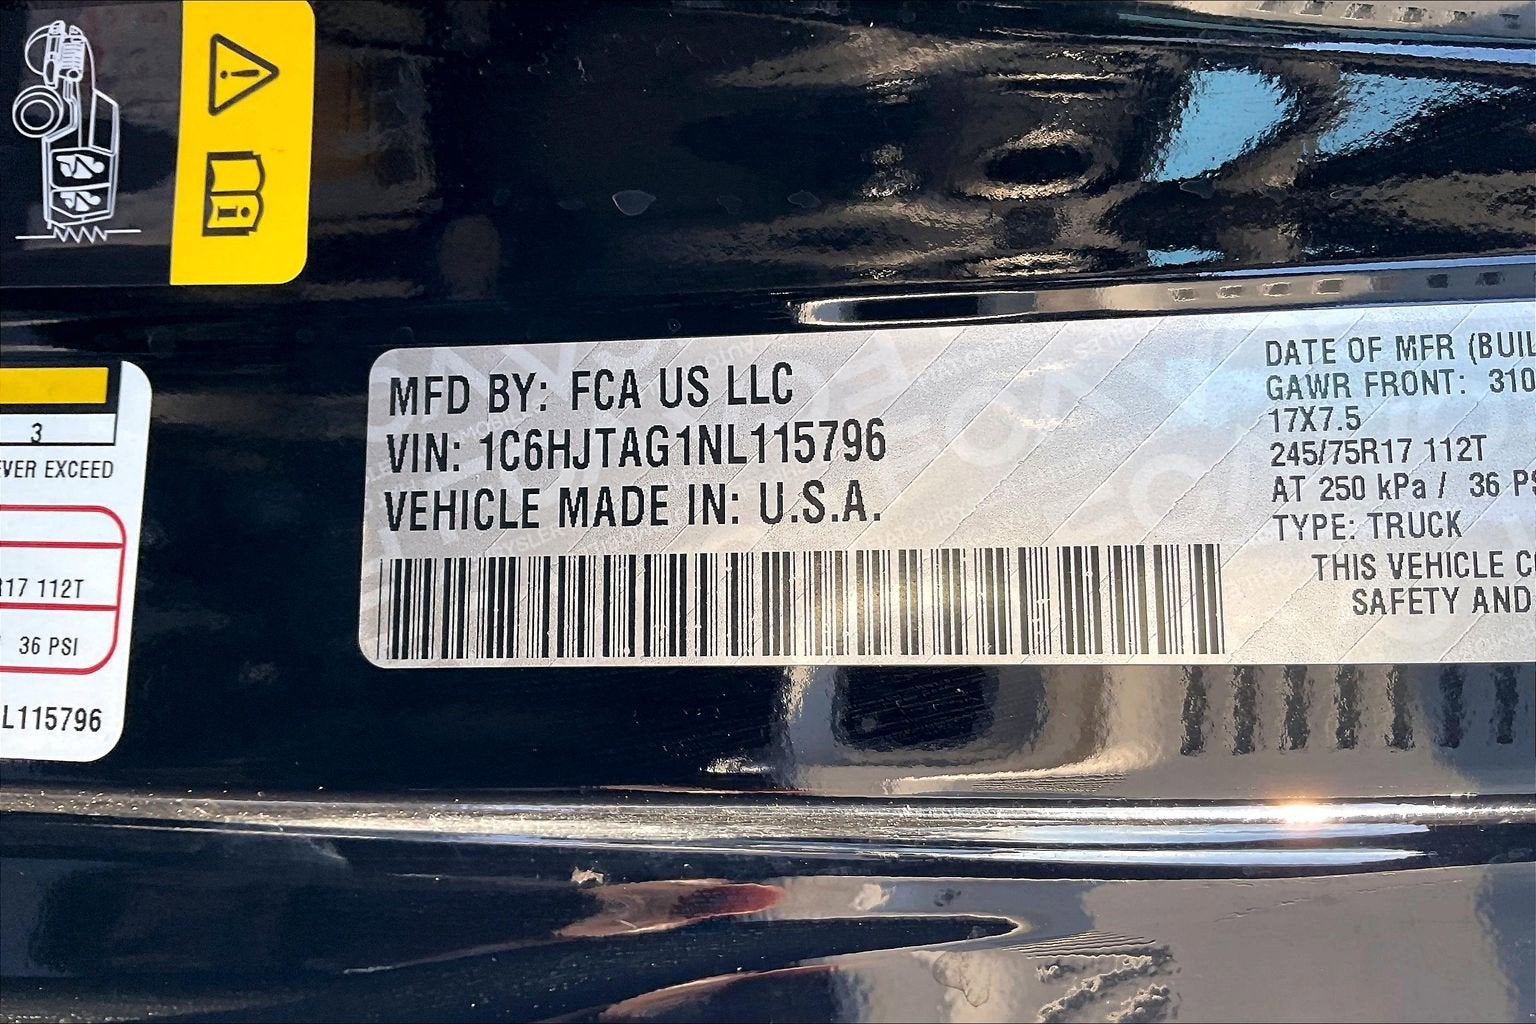 3
EVER EXCEED
R17 112T
36 PSI
L115796
MFD BY: FCA US LLC
VIN: 1C6HJTAG1NL115796
VEHICLE MADE IN: U.S.A.
DATE OF MFR (BUIL
GAWR FRONT: 310
17X7.5
245/75R17 112T
AT 250 kPa / 36 PS
TYPE: TRUCK
THIS VEHICLE CO
SAFETY AND